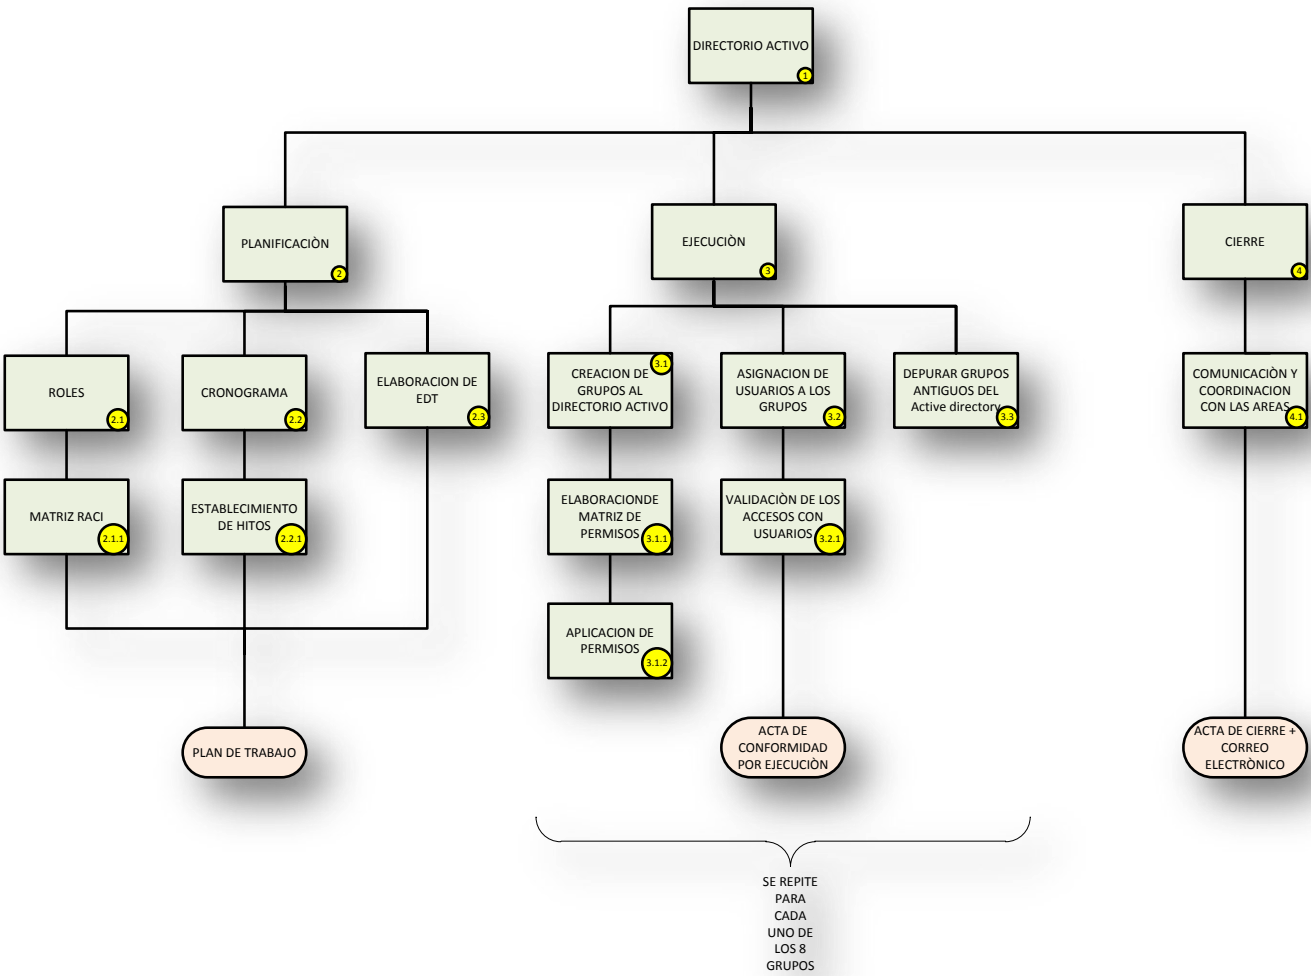 DIRECTORIO ACTIVO
1
PLANIFICACIÒN
2
EJECUCIÒN
3
CIERRE
4
ROLES
2.1
CRONOGRAMA
2.2
ELABORACION DE
EDT
2.3
CREACION DE
GRUPOS AL
DIRECTORIO ACTIVO
3.1
ASIGNACION DE
USUARIOS A LOS
GRUPOS
3.2
DEPURAR GRUPOS
ANTIGUOS DEL
Active directory
3.3
COMUNICACIÒN Y
COORDINACION
CON LAS AREAS
4.1
MATRIZ RACI
2.1.1
ESTABLECIMIENTO
DE HITOS
2.2.1
ELABORACIONDE
MATRIZ DE
PERMISOS
3.1.1
VALIDACIÒN DE LOS
ACCESOS CON
USUARIOS
3.2.1
APLICACION DE
PERMISOS
3.1.2
PLAN DE TRABAJO
ACTA DE
CONFORMIDAD
POR EJECUCIÒN
ACTA DE CIERRE +
CORREO
ELECTRÒNICO
SE REPITE
PARA
CADA
UNO DE
LOS 8
GRUPOS